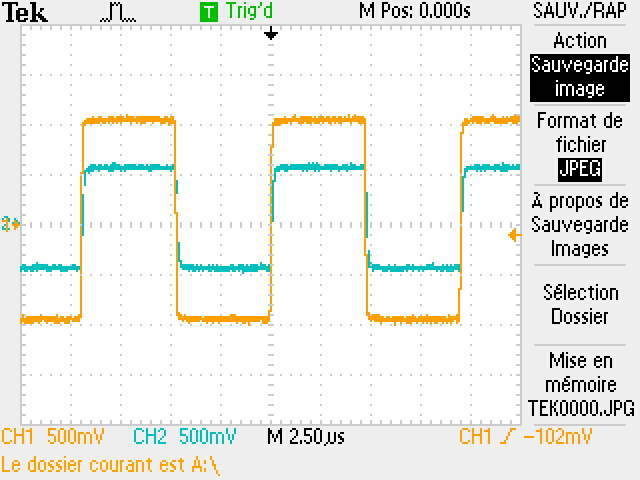 Tek T Trig'd M Pos: 0.000s SAUV./RAP
Action
Sauvegarde
image
Format de
fichier
JPEG
À propos de
Sauvegarde
Images
Sélection
Dossier
Mise en
mémoire
TEK0000.JPG
2
CH1 500mV CH2 500mV M 2.50µs CH1 -102mV
Le dossier courant est A:\